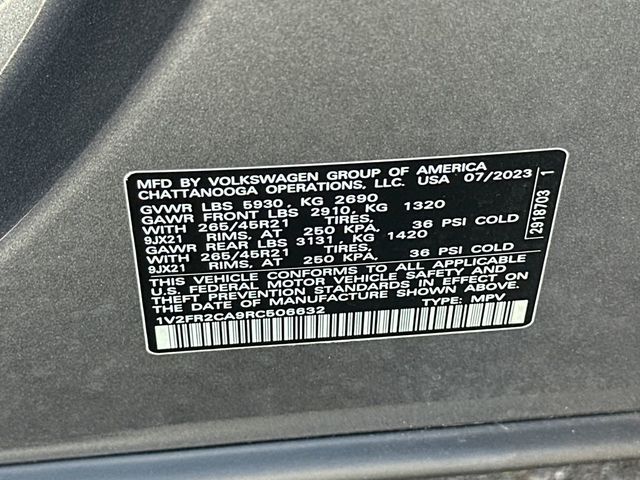 MFD BY VOLKSWAGEN GROUP OF AMERICA
CHATTANOOGA OPERATIONS, LLC. USA 07/2023
GVWR LBS 5930, KG 2690
GAWR FRONT LBS 2910, KG 1320
WITH 265/45R21 TIRES,
9JX21 RIMS, AT 250 KPA, 36 PSI COLD
GAWR REAR LBS 3131 KG 1420
WITH 265/45R21 TIRES,
9JX21 RIMS, AT 250 KPA, 36 PSI COLD
THIS VEHICLE CONFORMS TO ALL APPLICABLE
U.S. FEDERAL MOTOR VEHICLE SAFETY AND
THEFT PREVENTION STANDARDS IN EFFECT ON
THE DATE OF MANUFACTURE SHOWN ABOVE.
1V2FR2CA9RC506632 TYPE: MPV
2918703 1